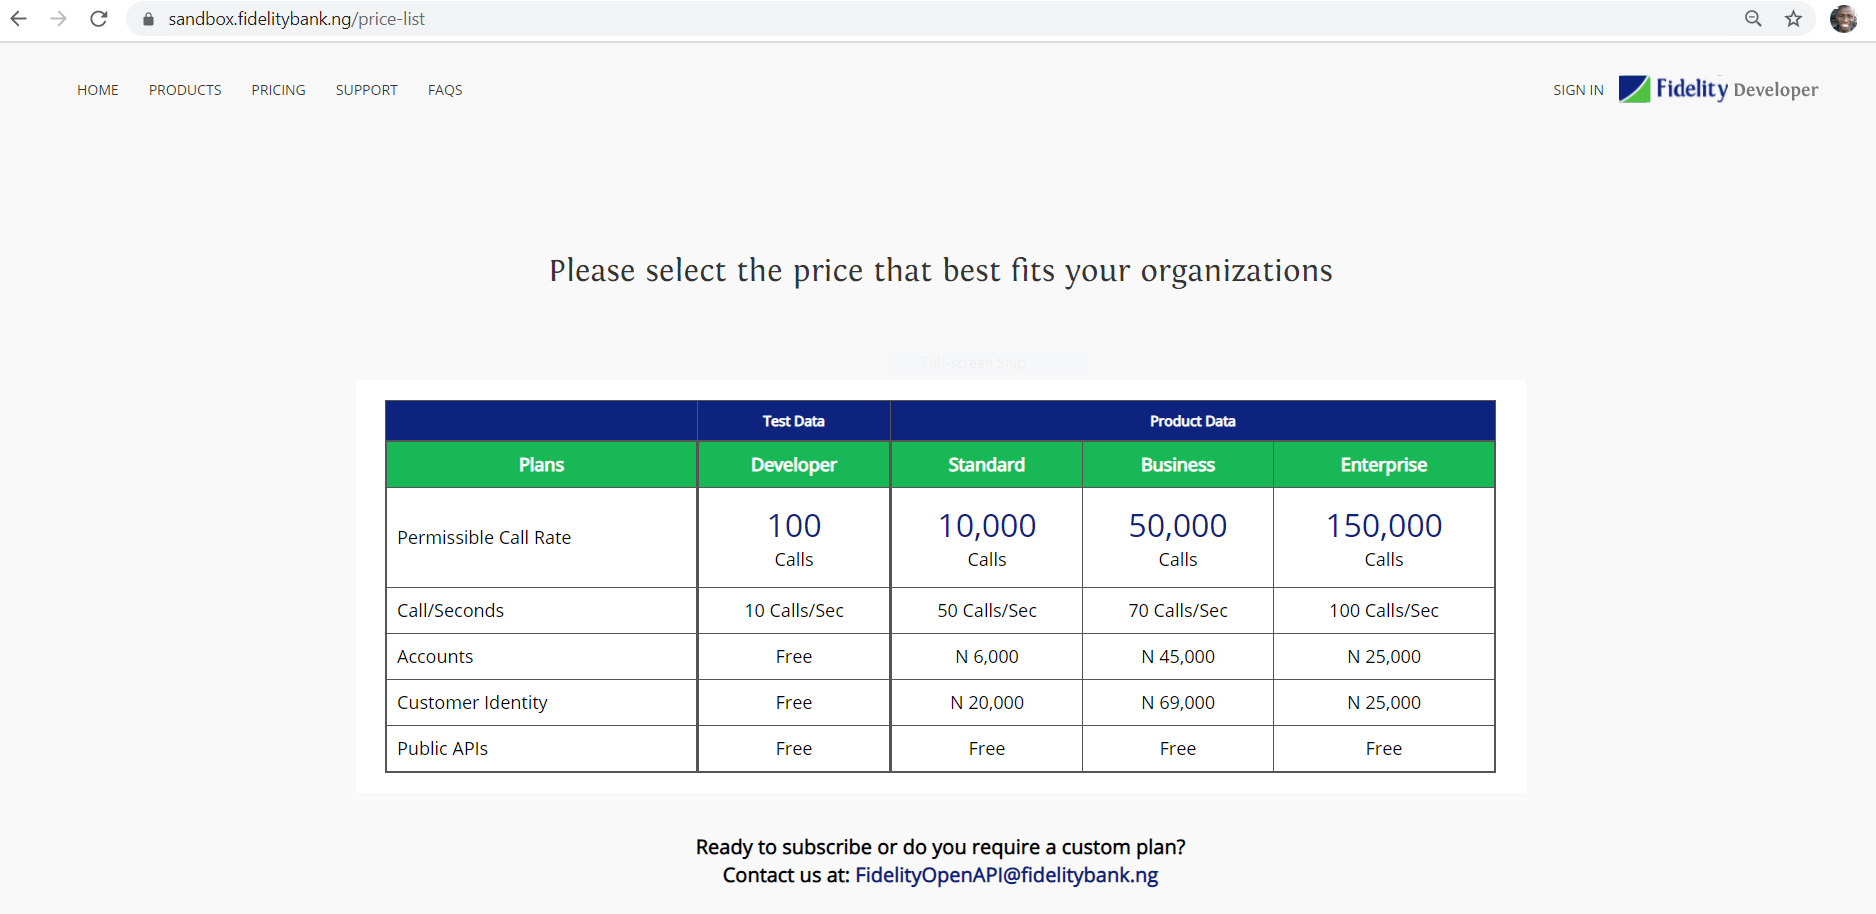 sandbox.fidelitybank.ng/price-list
HOME PRODUCTS PRICING SUPPORT FAQS SIGN IN Fidelity Developer
Please select the price that best fits your organizations
Full-screen Snip
Test Data Product Data
Plans Developer Standard Business Enterprise
Permissible Call Rate 100 Calls 10,000 Calls 50,000 Calls 150,000 Calls
Call/Seconds 10 Calls/Sec 50 Calls/Sec 70 Calls/Sec 100 Calls/Sec
Accounts Free N 6,000 N 45,000 N 25,000
Customer Identity Free N 20,000 N 69,000 N 25,000
Public APIs Free Free Free Free
Ready to subscribe or do you require a custom plan?
Contact us at: FidelityOpenAPI@fidelitybank.ng